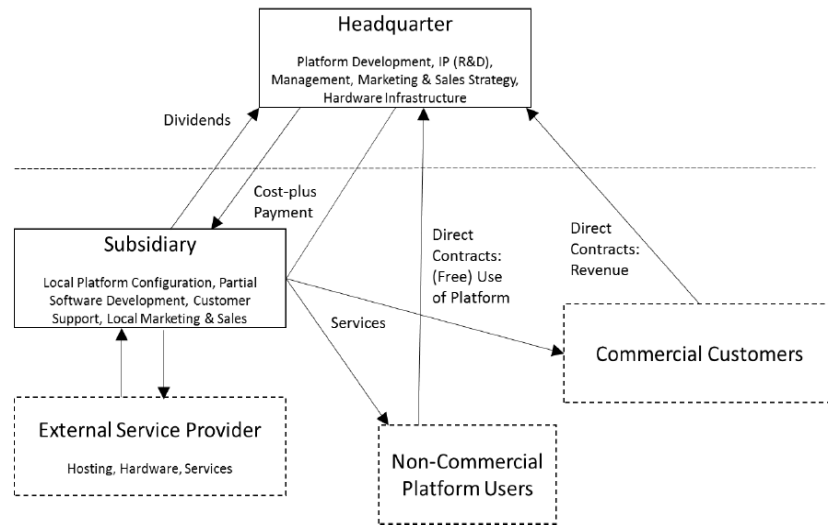 Headquarter
Platform Development, IP (R&D),
Management, Marketing & Sales Strategy,
Hardware Infrastructure
Dividends
Cost-plus
Payment
Subsidiary
Local Platform Configuration, Partial
Software Development, Customer
Support, Local Marketing & Sales
Direct
Contracts:
(Free) Use
of Platform
Direct
Contracts:
Revenue
Services
Commercial Customers
External Service Provider
Hosting, Hardware, Services
Non-Commercial
Platform Users